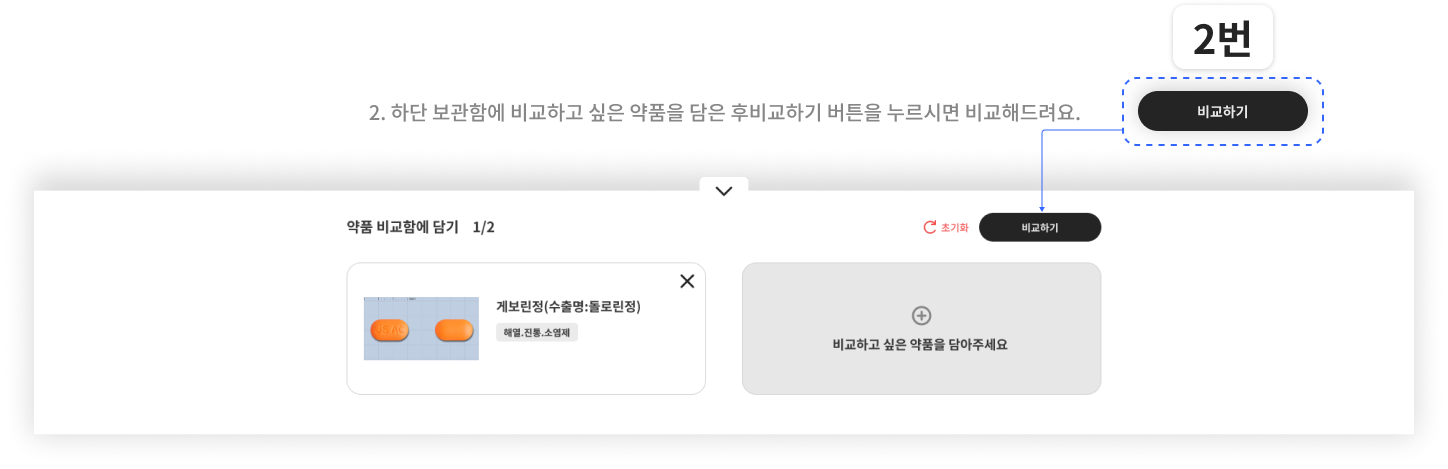 2번
2. 하단 보관함에 비교하고 싶은 약품을 담은 후비교하기 버튼을 누르시면 비교해드려요.
비교하기
약품 비교함에 담기 1/2
초기화
비교하기
게보린정(수출명:돌로린정)
해열.진통.소염제
비교하고 싶은 약품을 담아주세요